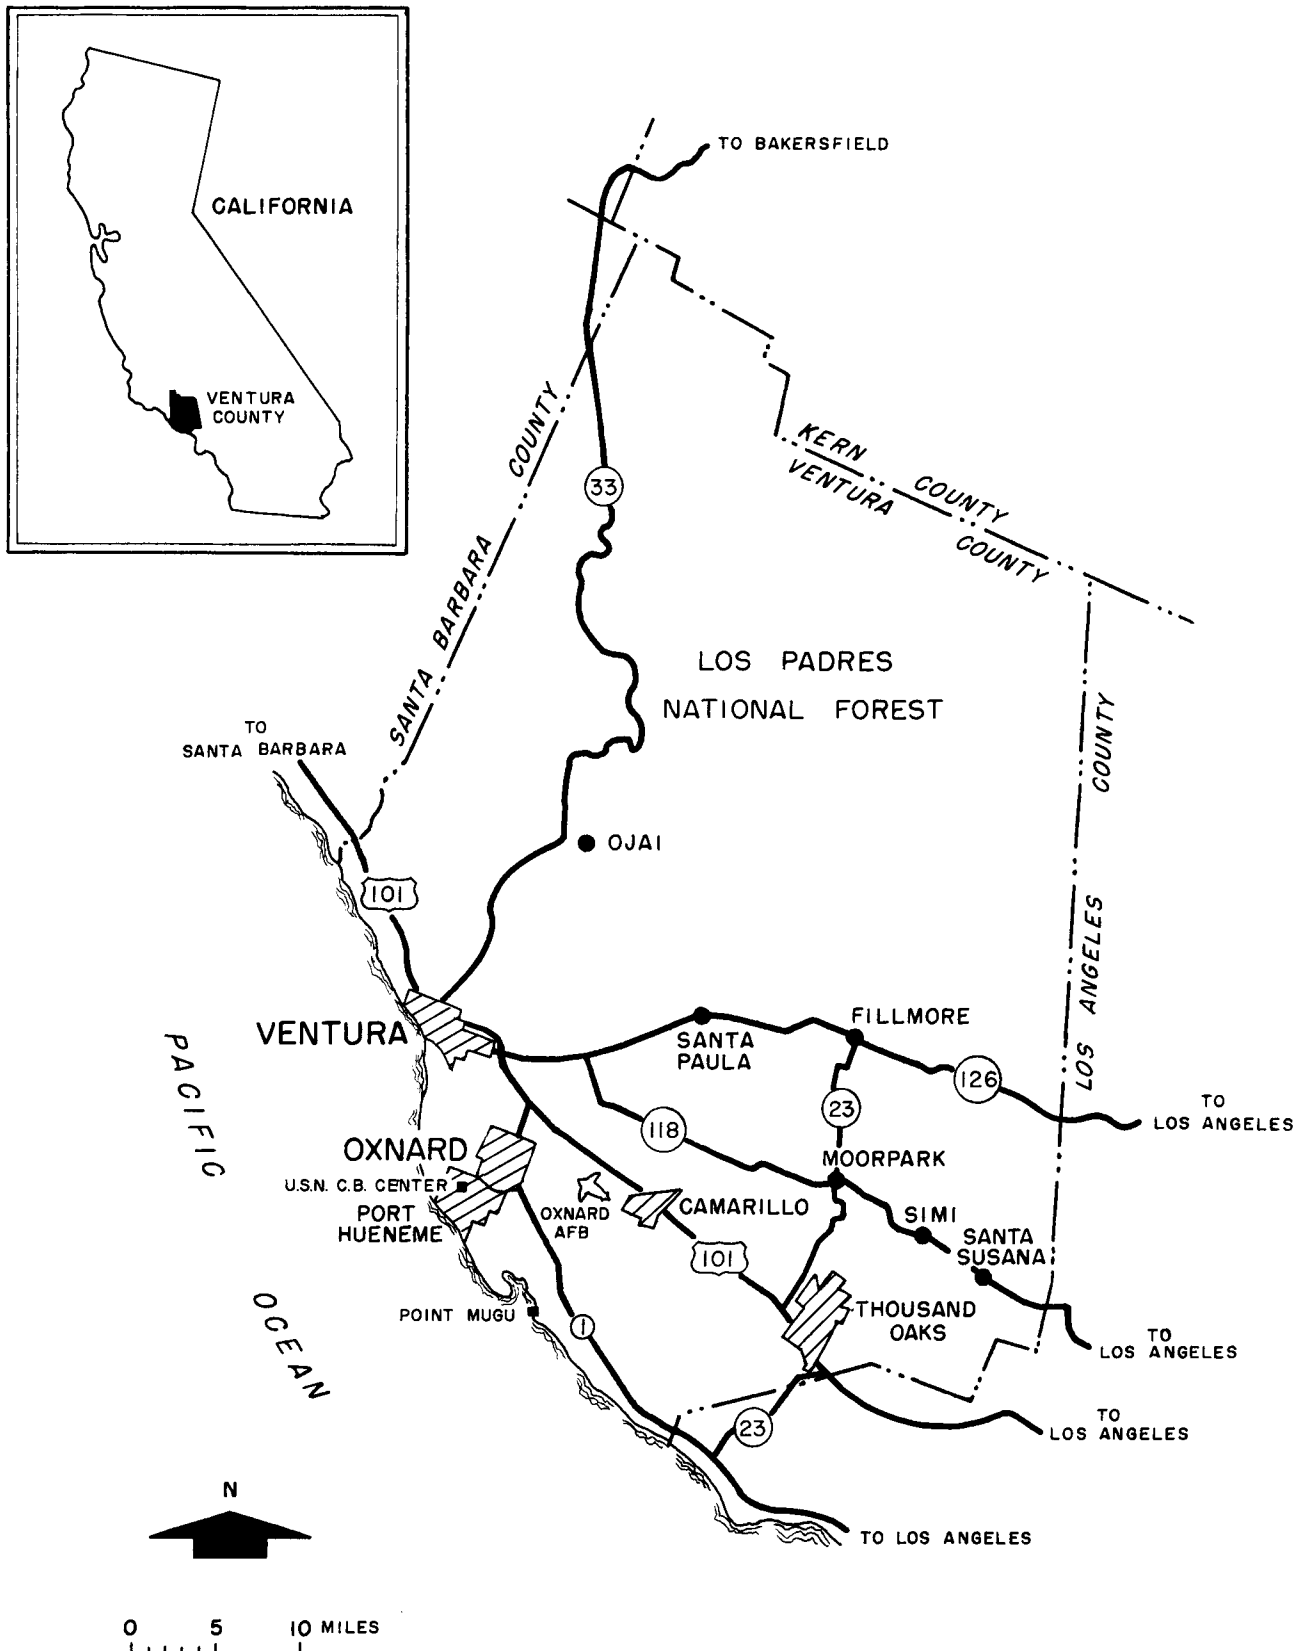 CALIFORNIA
VENTURA
COUNTY
TO BAKERSFIELD
KERN COUNTY
VENTURA COUNTY
SANTA BARBARA COUNTY
33
LOS PADRES
NATIONAL FOREST
LOS ANGELES COUNTY
TO
SANTA BARBARA
OJAI
101
VENTURA
SANTA
PAULA
FILLMORE
126
TO
LOS ANGELES
23
118
MOORPARK
OXNARD
U.S.N. C.B. CENTER
PORT
HUENEME
OXNARD
AFB
CAMARILLO
SIMI
SANTA
SUSANA
101
POINT MUGU
1
THOUSAND
OAKS
TO
LOS ANGELES
23
TO
LOS ANGELES
TO LOS ANGELES
PACIFIC
OCEAN
N
0 5 10 MILES